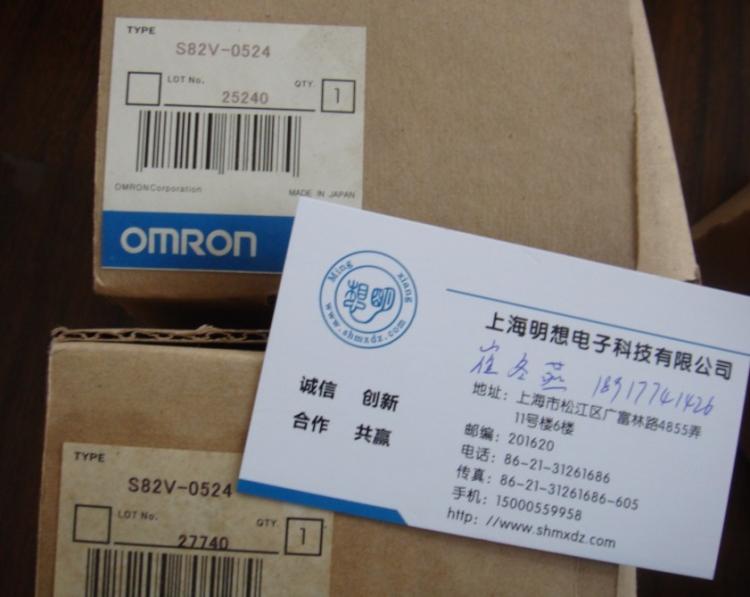 TYPE
S82V-0524
LOT No.
QTY.
25240
1
OMRON Corporation
MADE IN JAPAN
OMRON
TYPE
S82V-0524
LOT No.
QTY.
27740
1
Ming xiang
想明
www.shmxdz.com
诚信 创新
合作 共赢
上海明想电子科技有限公司
崔冬燕 18917741426
地址：上海市松江区广富林路4855弄
11号楼6楼
邮编：201620
电话：86-21-31261686
传真：86-21-31261686-605
手机：15000559958
http: //www.shmxdz.com